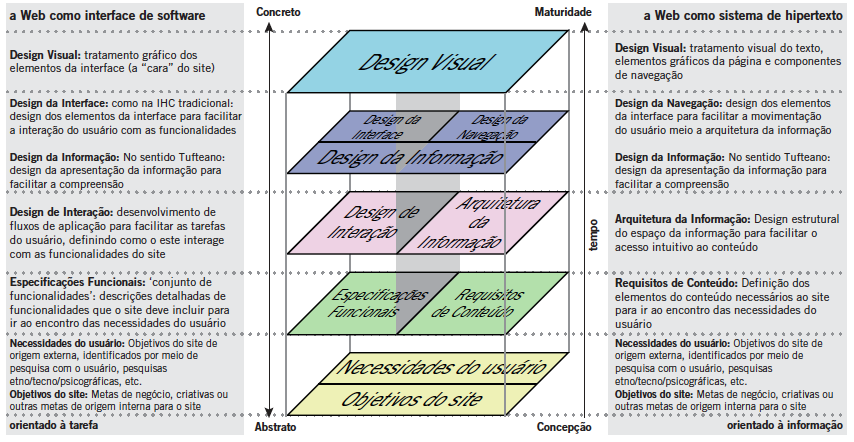 a Web como interface de software
Design Visual: tratamento gráfico dos
elementos da interface (a “cara” do site)
Design da Interface: como na IHC tradicional:
design dos elementos da interface para facilitar
a interação do usuário com as funcionalidades
Design da Informação: No sentido Tufteano:
design da apresentação da informação para
facilitar a compreensão
Design de Interação: desenvolvimento de
fluxos de aplicação para facilitar as tarefas
do usuário, definindo como o este interage
com as funcionalidades do site
Especificações Funcionais: ‘conjunto de
funcionalidades’: descrições detalhadas de
funcionalidades que o site deve incluir para
ir ao encontro das necessidades do usuário
Necessidades do usuário: Objetivos do site de
origem externa, identificados por meio de
pesquisa com o usuário, pesquisas
etno/tecno/psicográficas, etc.
Objetivos do site: Metas de negócio, criativas ou
outras metas de origem interna para o site
orientado à tarefa
Concreto
Maturidade
Design Visual
Design da
Interface
Design da
Navegação
Design da Informação
Design de
Interação
Arquitetura
da
Informação
Especificações
Funcionais
Requisitos
de Conteúdo
Necessidades do usuário
Objetivos do site
tempo
Abstrato
Concepção
a Web como sistema de hipertexto
Design Visual: tratamento visual do texto,
elementos gráficos da página e componentes
de navegação
Design da Navegação: design dos elementos
da interface para facilitar a movimentação
do usuário meio a arquitetura da informação
Design da Informação: No sentido Tufteano:
design da apresentação da informação para
facilitar a compreensão
Arquitetura da Informação: Design estrutural
do espaço da informação para facilitar o
acesso intuitivo ao conteúdo
Requisitos de Conteúdo: Definição dos
elementos do conteúdo necessários ao site
para ir ao encontro das necessidades do
usuário
Necessidades do usuário: Objetivos do site de
origem externa, identificados por meio de
pesquisa com o usuário, pesquisas
etno/tecno/psicográficas, etc.
Objetivos do site: Metas de negócio, criativas ou
outras metas de origem interna para o site
orientado à informação